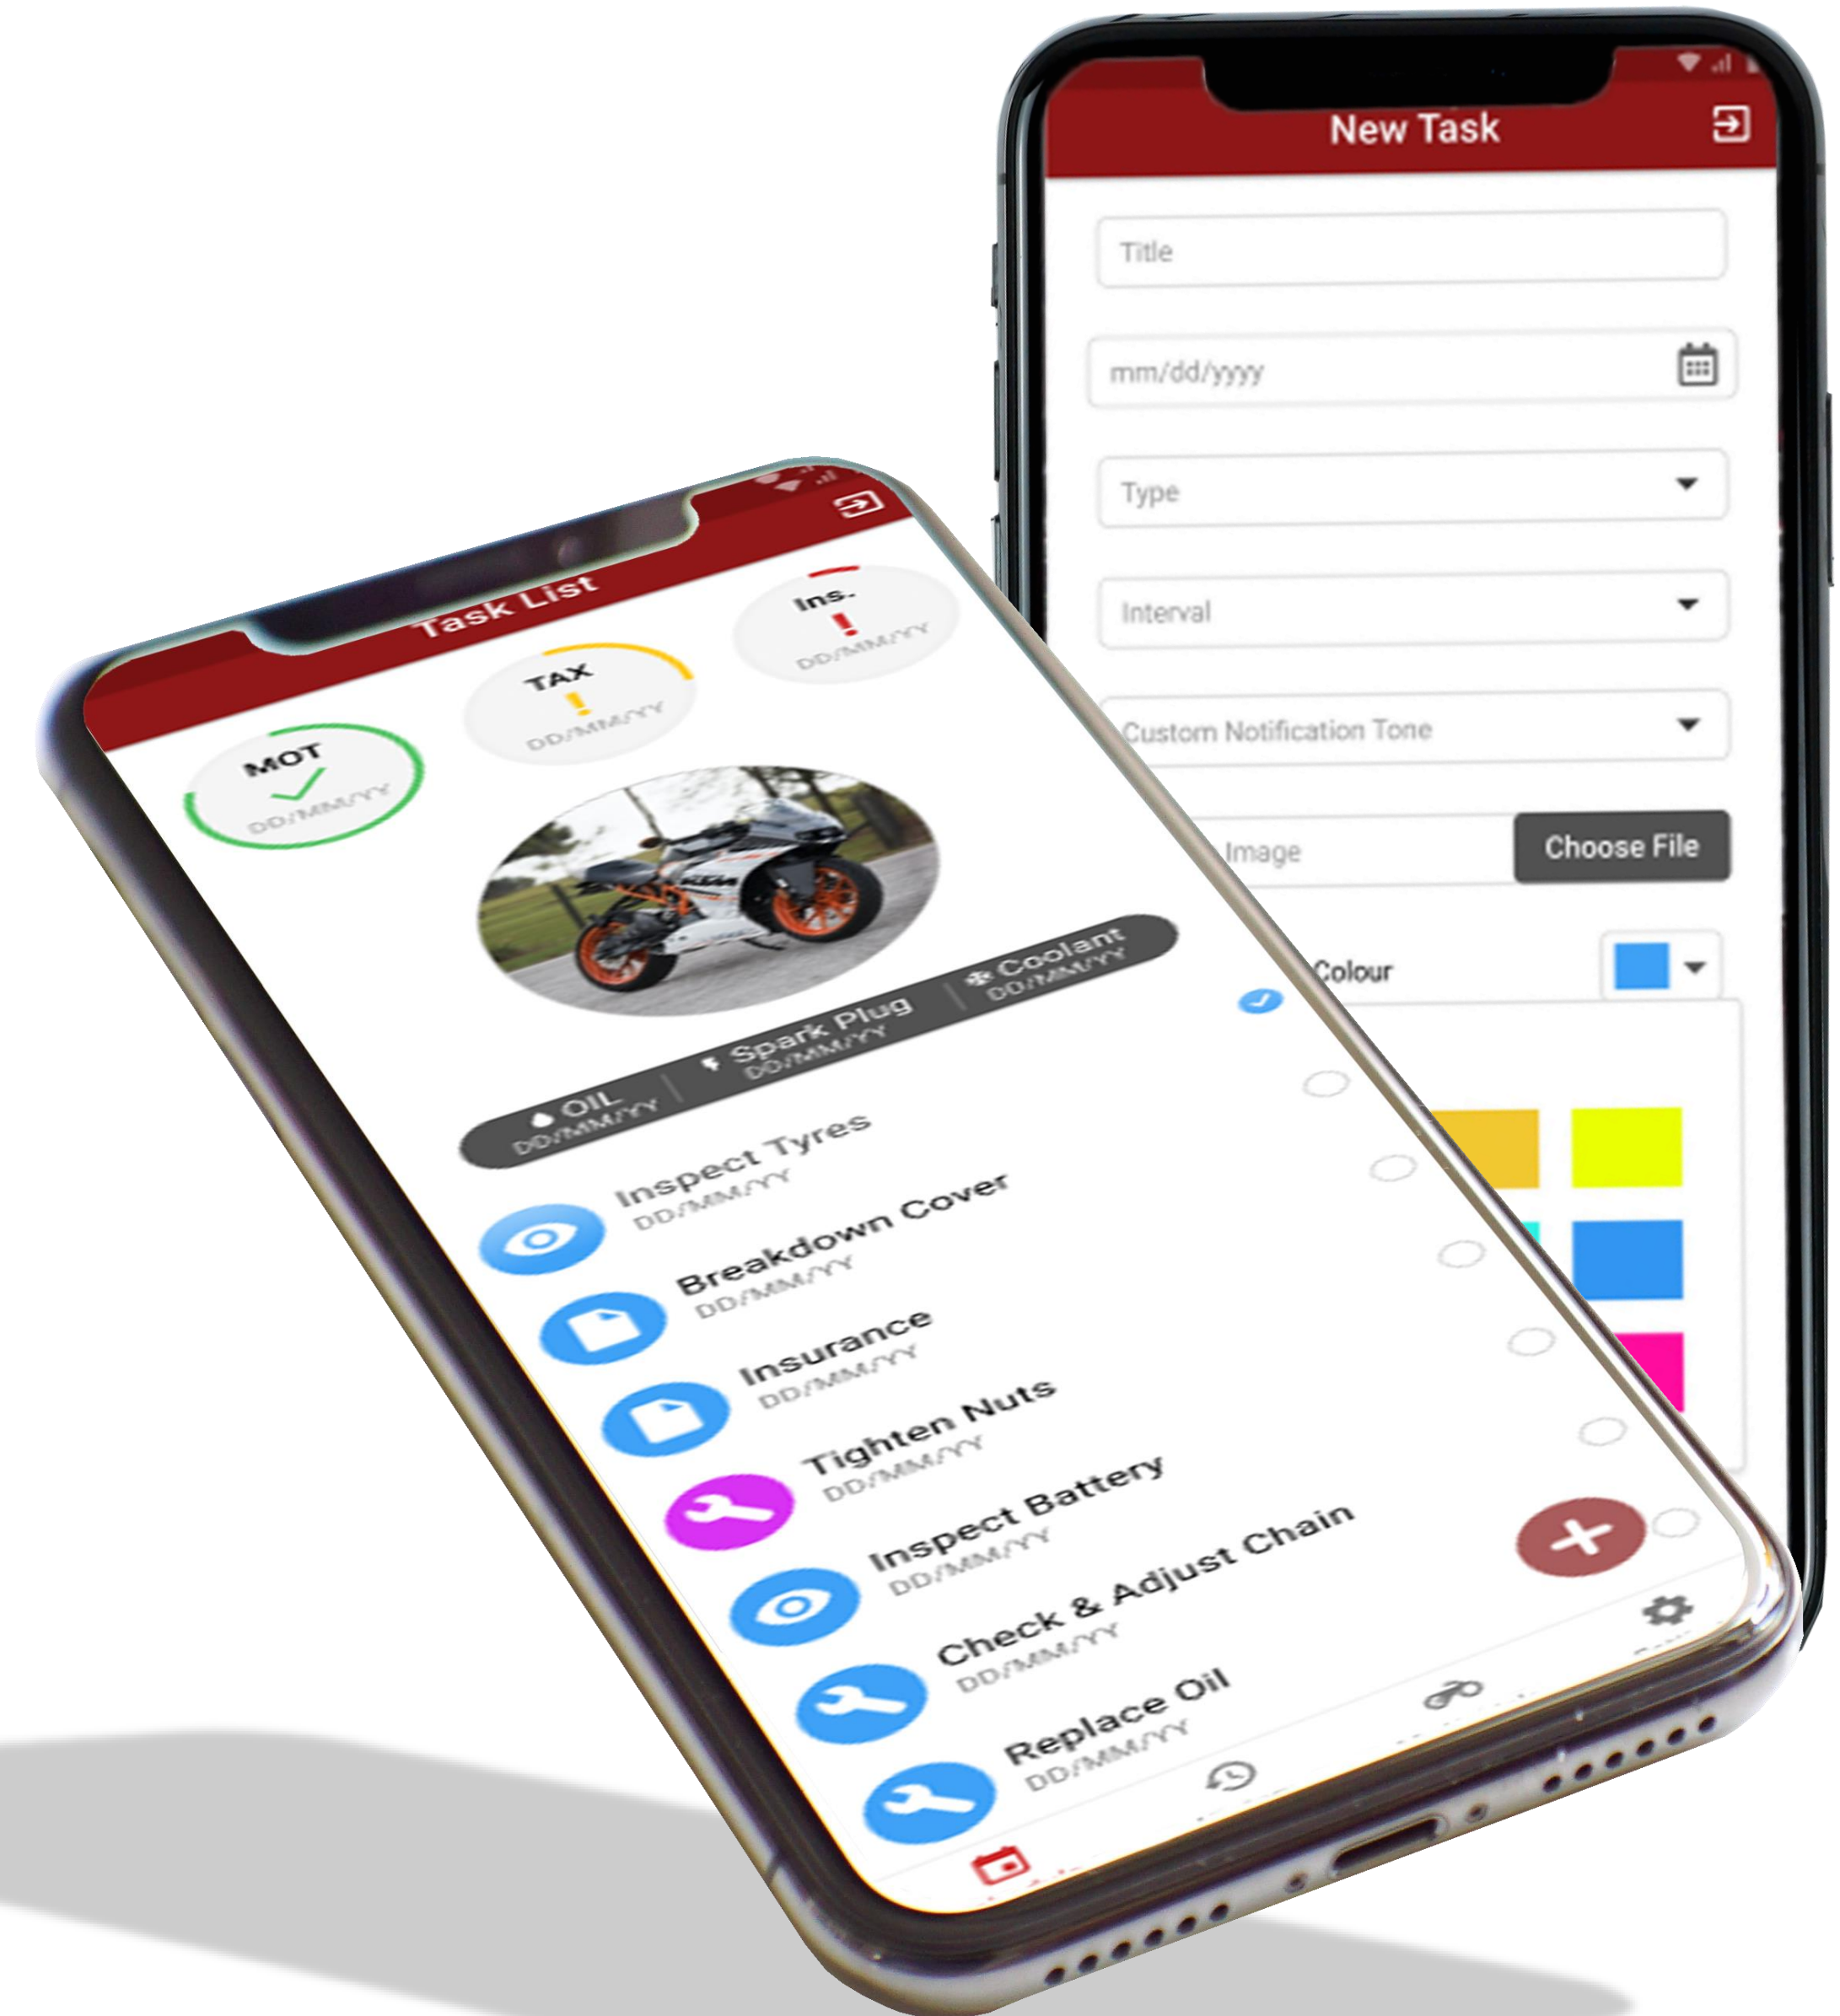 New Task
Title
mm/dd/yyyy
Type
Interval
Custom Notification Tone
Image
Choose File
Colour
Task List
MOT
DD/MM/YY
TAX
!
DD/MM/YY
Ins.
!
DD/MM/YY
KTM
OIL
DD/MM/YY
Spark Plug
DD/MM/YY
Coolant
DD/MM/YY
Inspect Tyres
DD/MM/YY
Breakdown Cover
DD/MM/YY
Insurance
DD/MM/YY
Tighten Nuts
DD/MM/YY
Inspect Battery
DD/MM/YY
Check & Adjust Chain
DD/MM/YY
Replace Oil
DD/MM/YY